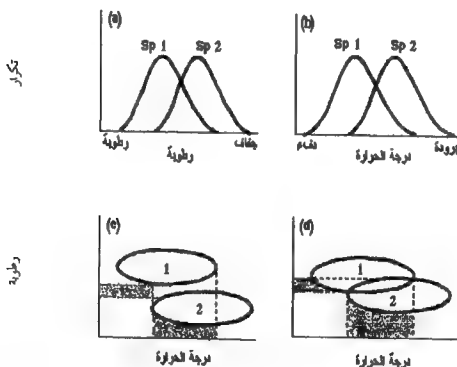 (a)
(b)
Sp 1 Sp 2
Sp 1 Sp 2
تكرار
رطوبة
جفاف
رطوبة
دفء
برودة
درجة الحرارة
(c)
(d)
1
2
1
2
رطوبة
درجة الحرارة
درجة الحرارة